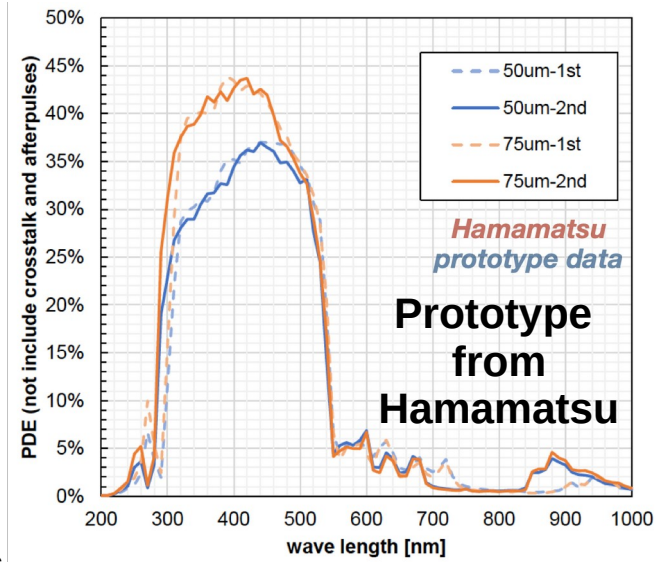 50%
45%
40%
35%
30%
25%
20%
15%
10%
5%
0%
PDE (not include crosstalk and afterpulses)
50um-1st
50um-2nd
75um-1st
75um-2nd
Hamamatsu
prototype data
Prototype
from
Hamamatsu
200 300 400 500 600 700 800 900 1000
wave length [nm]